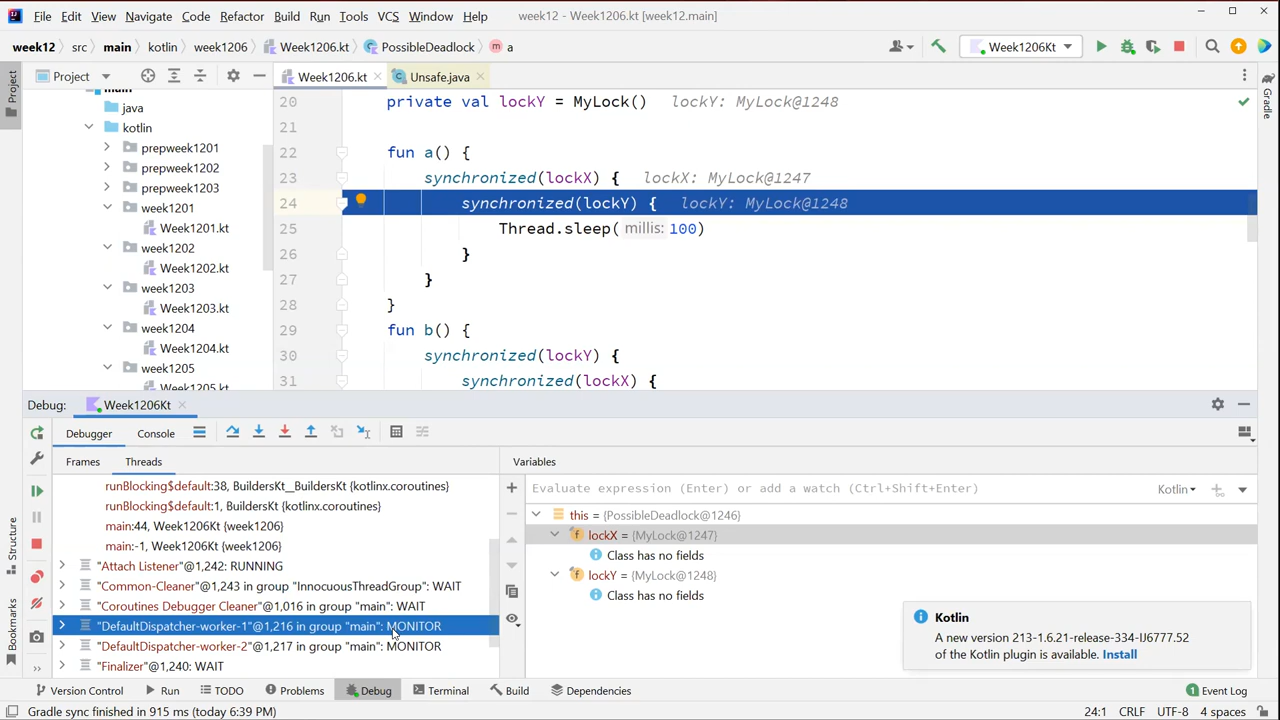 File Edit View Navigate Code Refactor Build Run Tools VCS Window Help week12 - Week1206.kt [week12.main]
week12 src main kotlin week1206 Week1206.kt PossibleDeadlock m a Week1206Kt
Project Project Week1206.kt Unsafe.java Gradle
main
java
kotlin
prepweek1201
prepweek1202
prepweek1203
week1201
Week1201.kt
week1202
Week1202.kt
week1203
Week1203.kt
week1204
Week1204.kt
week1205
Week1205.kt
20 private val lockY = MyLock() lockY: MyLock@1248
21
22 fun a() {
23 synchronized(lockX) { lockX: MyLock@1247
24 synchronized(lockY) { lockY: MyLock@1248
25 Thread.sleep( millis: 100)
26 }
27 }
28 }
29 fun b() {
30 synchronized(lockY) {
31 synchronized(lockX) {
Debug: Week1206Kt
Debugger Console
Frames Threads
runBlocking$default:38, BuildersKt__BuildersKt {kotlinx.coroutines}
runBlocking$default:1, BuildersKt {kotlinx.coroutines}
main:44, Week1206Kt {week1206}
main:-1, Week1206Kt {week1206}
"Attach Listener"@1,242: RUNNING
"Common-Cleaner"@1,243 in group "InnocuousThreadGroup": WAIT
"Coroutines Debugger Cleaner"@1,016 in group "main": WAIT
"DefaultDispatcher-worker-1"@1,216 in group "main": MONITOR
"DefaultDispatcher-worker-2"@1,217 in group "main": MONITOR
"Finalizer"@1,240: WAIT
Variables
Evaluate expression (Enter) or add a watch (Ctrl+Shift+Enter) Kotlin
this = {PossibleDeadlock@1246}
lockX = {MyLock@1247}
Class has no fields
lockY = {MyLock@1248}
Class has no fields
Kotlin
A new version 213-1.6.21-release-334-IJ6777.52
of the Kotlin plugin is available. Install
Structure
Bookmarks
Version Control Run TODO Problems Debug Terminal Build Dependencies 1 Event Log
Gradle sync finished in 915 ms (today 6:39 PM) 24:1 CRLF UTF-8 4 spaces